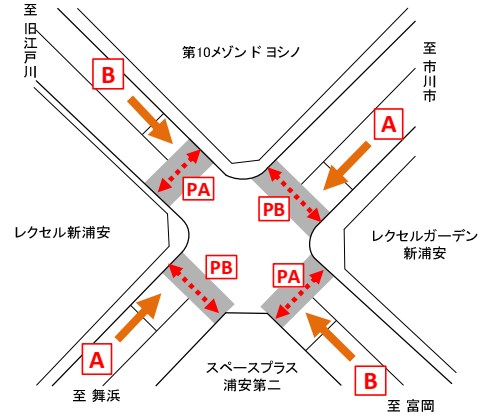 至 旧江戸川
第10メゾンド ヨシノ
至 市川市
B
A
PA
PB
レクセル新浦安
レクセルガーデン
新浦安
PB
PA
A
B
スペースプラス
浦安第二
至 舞浜
至 富岡